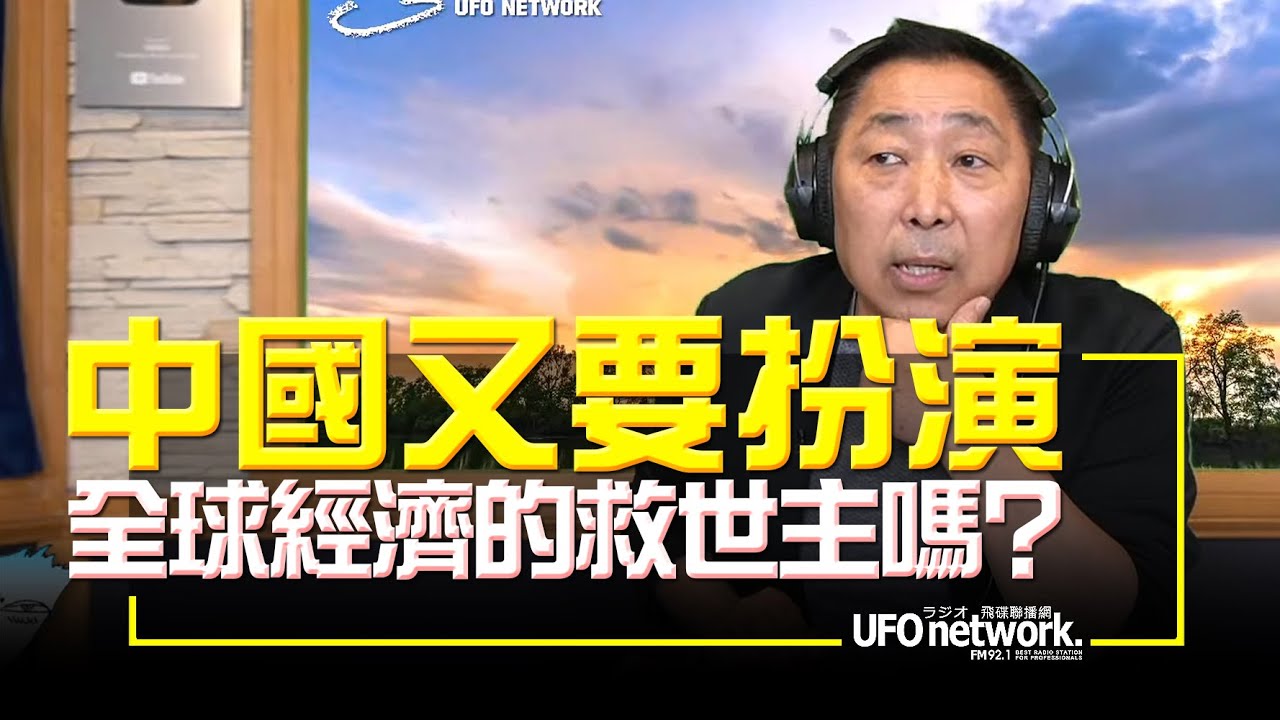 UFO NETWORK
YouTube
中國又要扮演
全球經濟的救世主嗎?
ラジオ 飛碟聯播網
UFO network.
FM92.1 BEST RADIO STATION
FOR PROFESSIONALS